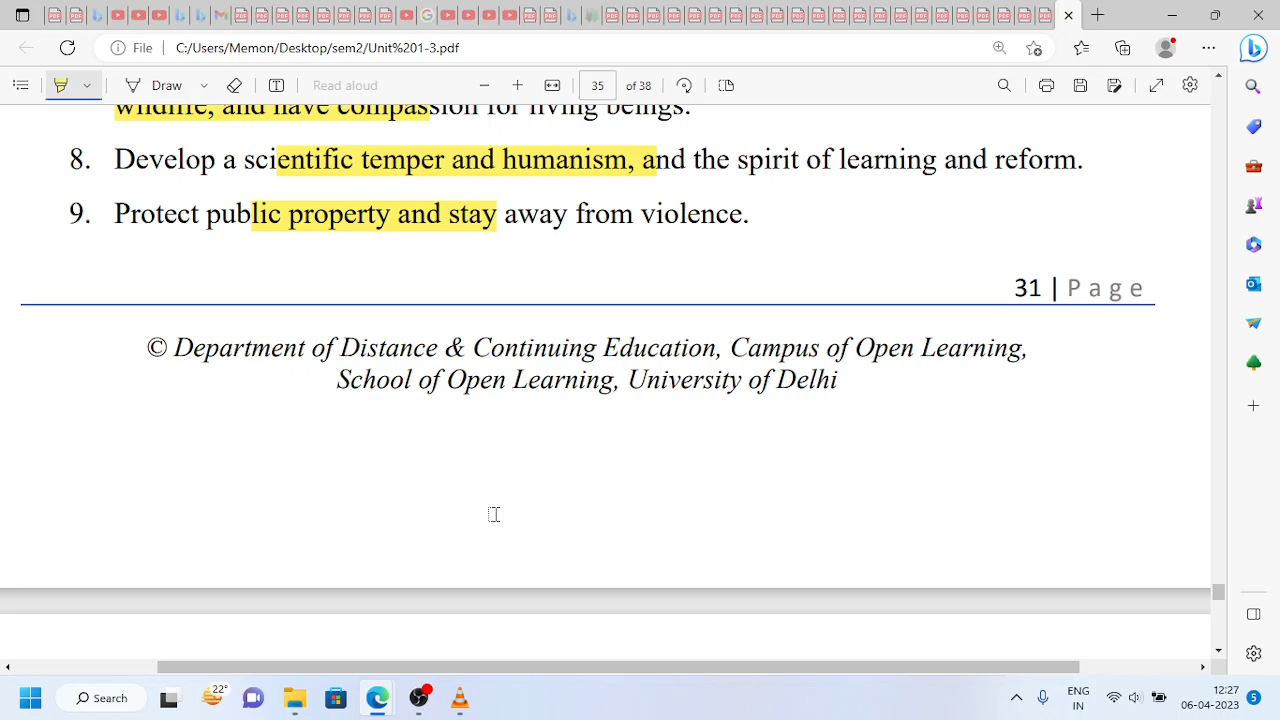 File
C:/Users/Memon/Desktop/sem2/Unit%201-3.pdf
Draw
Read aloud
35 of 38
wildlife, and have compassion for living beings.
8. Develop a scientific temper and humanism, and the spirit of learning and reform.
9. Protect public property and stay away from violence.
31 | P a g e
© Department of Distance & Continuing Education, Campus of Open Learning,
School of Open Learning, University of Delhi
Search
22°
ENG
IN
12:27
06-04-2023
5